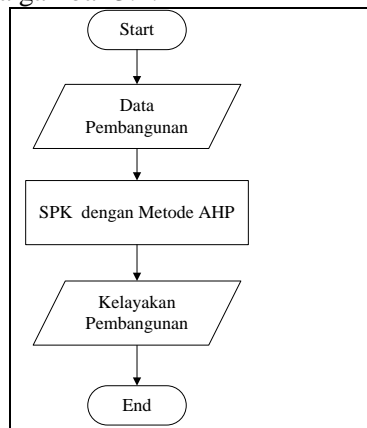 Start
Data
Pembangunan
SPK dengan Metode AHP
Kelayakan
Pembangunan
End